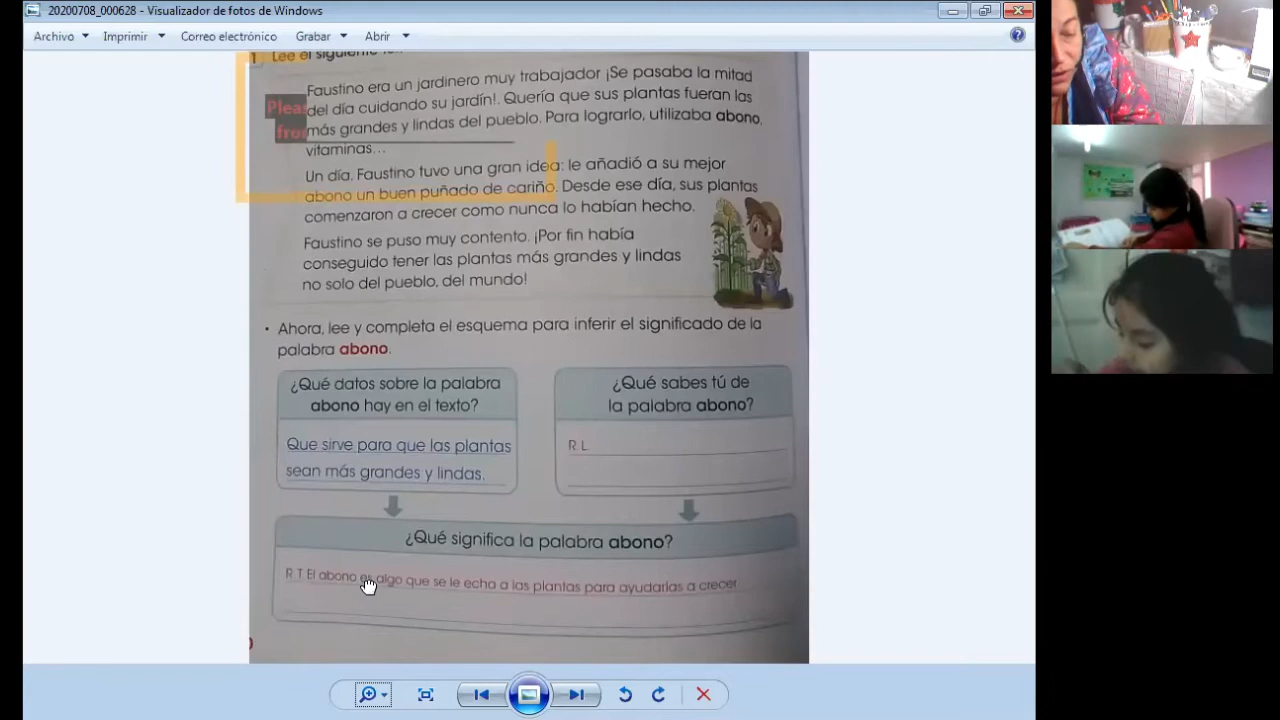 20200708_000628 - Visualizador de fotos de Windows
Archivo Imprimir Correo electrónico Grabar Abrir
1 Lee el siguiente
Faustino era un jardinero muy trabajador ¡Se pasaba la mitad
del día cuidando su jardín!. Quería que sus plantas fueran las
más grandes y lindas del pueblo. Para lograrlo, utilizaba abono,
vitaminas...
Un día, Faustino tuvo una gran idea: le añadió a su mejor
abono un buen puñado de cariño. Desde ese día, sus plantas
comenzaron a crecer como nunca lo habían hecho.
Faustino se puso muy contento. ¡Por fin había
conseguido tener las plantas más grandes y lindas
no solo del pueblo, del mundo!
• Ahora, lee y completa el esquema para inferir el significado de la
palabra abono.
¿Qué datos sobre la palabra
abono hay en el texto?
Que sirve para que las plantas
sean más grandes y lindas.
¿Qué sabes tú de
la palabra abono?
R. L.
¿Qué significa la palabra abono?
R. T. El abono es algo que se le echa a las plantas para ayudarlas a crecer